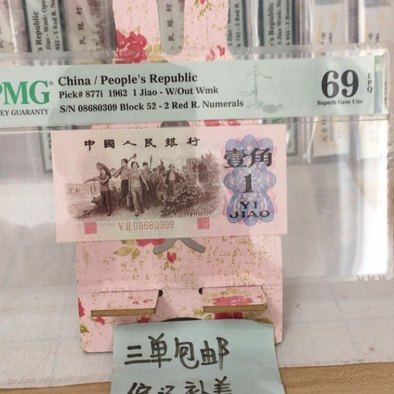 PMG
EY GUARANTY
China / People's Republic
Pick# 877i 1962 1 Jiao - W/Out Wmk
S/N 08680309 Block 52 - 2 Red R. Numerals
69 EPQ
Superb Gem Unc
中國人民銀行
壹角
1
YI
JIAO
VII 08680309
三单包邮